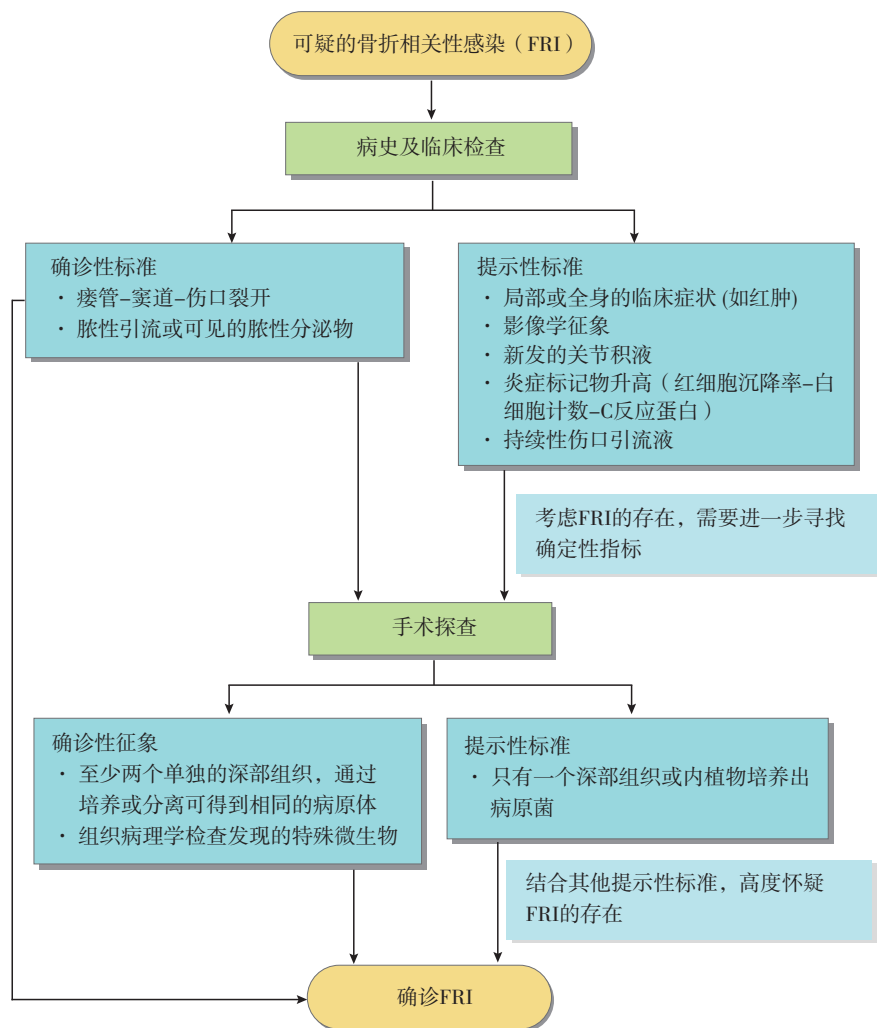 可疑的骨折相关性感染（FRI）
病史及临床检查
确诊性标准
· 瘘管-窦道-伤口裂开
· 脓性引流或可见的脓性分泌物
提示性标准
· 局部或全身的临床症状(如红肿)
· 影像学征象
· 新发的关节积液
· 炎症标记物升高（红细胞沉降率-白
细胞计数-C反应蛋白）
· 持续性伤口引流液
考虑FRI的存在，需要进一步寻找
确定性指标
手术探查
确诊性征象
· 至少两个单独的深部组织，通过
培养或分离可得到相同的病原体
· 组织病理学检查发现的特殊微生物
提示性标准
· 只有一个深部组织或内植物培养出
病原菌
结合其他提示性标准，高度怀疑
FRI的存在
确诊FRI